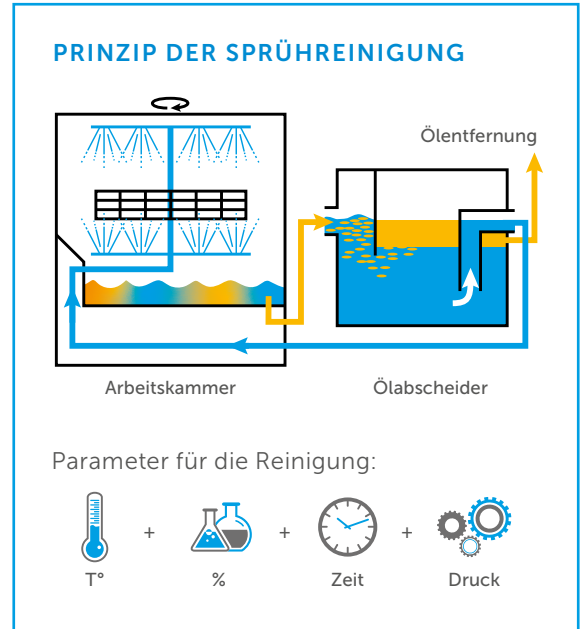 PRINZIP DER SPRÜHREINIGUNG
Ölentfernung
Arbeitskammer
Ölabscheider
Parameter für die Reinigung:
+ + +
T° % Zeit Druck